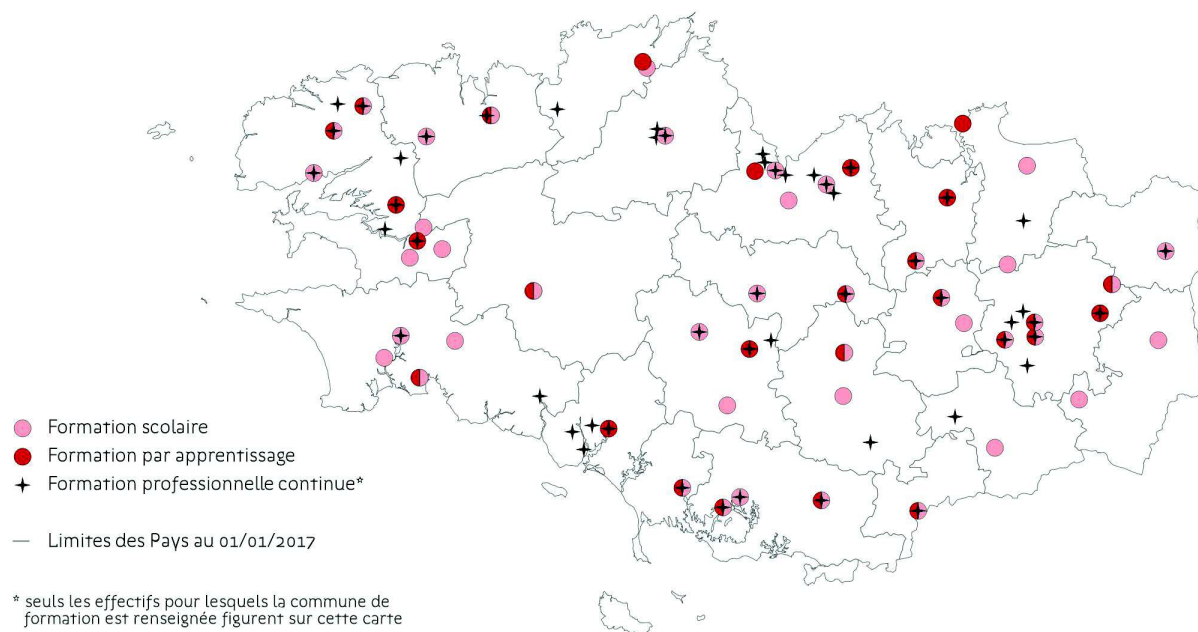 Formation scolaire
Formation par apprentissage
Formation professionnelle continue*
Limites des Pays au 01/01/2017
* seuls les effectifs pour lesquels la commune de
formation est renseignée figurent sur cette carte